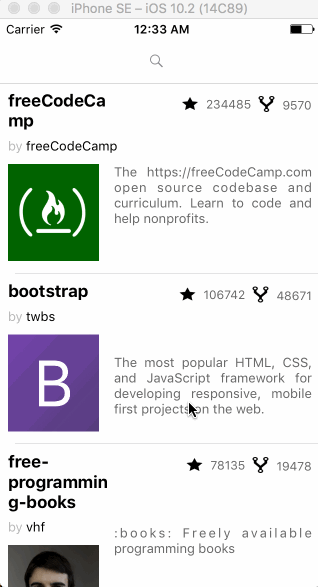 iPhone SE – iOS 10.2 (14C89)
Carrier 12:33 AM
freeCodeCa
mp
234485 9570
by freeCodeCamp
The https://freeCodeCamp.com
open source codebase and
curriculum. Learn to code and
help nonprofits.
bootstrap
106742 48671
by twbs
B
The most popular HTML, CSS,
and JavaScript framework for
developing responsive, mobile
first projects on the web.
free-
programmin
g-books
78135 19478
by vhf
:books: Freely available
programming books